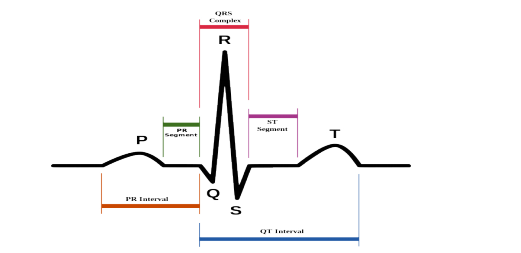 QRS
Complex
R
PR
Segment
ST
Segment
P
T
Q
PR Interval
S
QT Interval